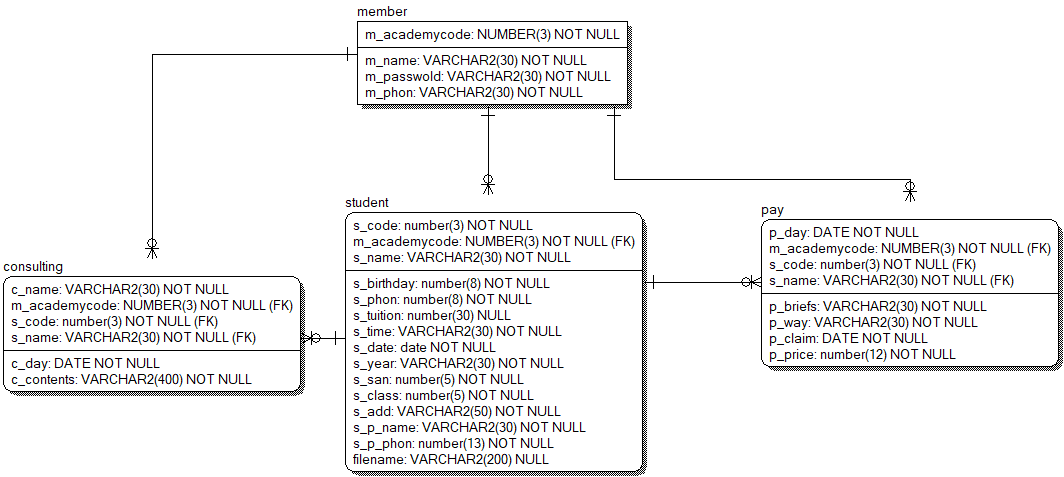 member
m_academycode: NUMBER(3) NOT NULL
m_name: VARCHAR2(30) NOT NULL
m_passwold: VARCHAR2(30) NOT NULL
m_phon: VARCHAR2(30) NOT NULL
student
s_code: number(3) NOT NULL
m_academycode: NUMBER(3) NOT NULL (FK)
s_name: VARCHAR2(30) NOT NULL
s_birthday: number(8) NOT NULL
s_phon: number(8) NOT NULL
s_tuition: number(30) NULL
s_time: VARCHAR2(30) NOT NULL
s_date: date NOT NULL
s_year: VARCHAR2(30) NOT NULL
s_san: number(5) NOT NULL
s_class: number(5) NOT NULL
s_add: VARCHAR2(50) NOT NULL
s_p_name: VARCHAR2(30) NOT NULL
s_p_phon: number(13) NOT NULL
filename: VARCHAR2(200) NULL
pay
p_day: DATE NOT NULL
m_academycode: NUMBER(3) NOT NULL (FK)
s_code: number(3) NOT NULL (FK)
s_name: VARCHAR2(30) NOT NULL (FK)
p_briefs: VARCHAR2(30) NOT NULL
p_way: VARCHAR2(30) NOT NULL
p_claim: DATE NOT NULL
p_price: number(12) NOT NULL
consulting
c_name: VARCHAR2(30) NOT NULL
m_academycode: NUMBER(3) NOT NULL (FK)
s_code: number(3) NOT NULL (FK)
s_name: VARCHAR2(30) NOT NULL (FK)
c_day: DATE NOT NULL
c_contents: VARCHAR2(400) NOT NULL